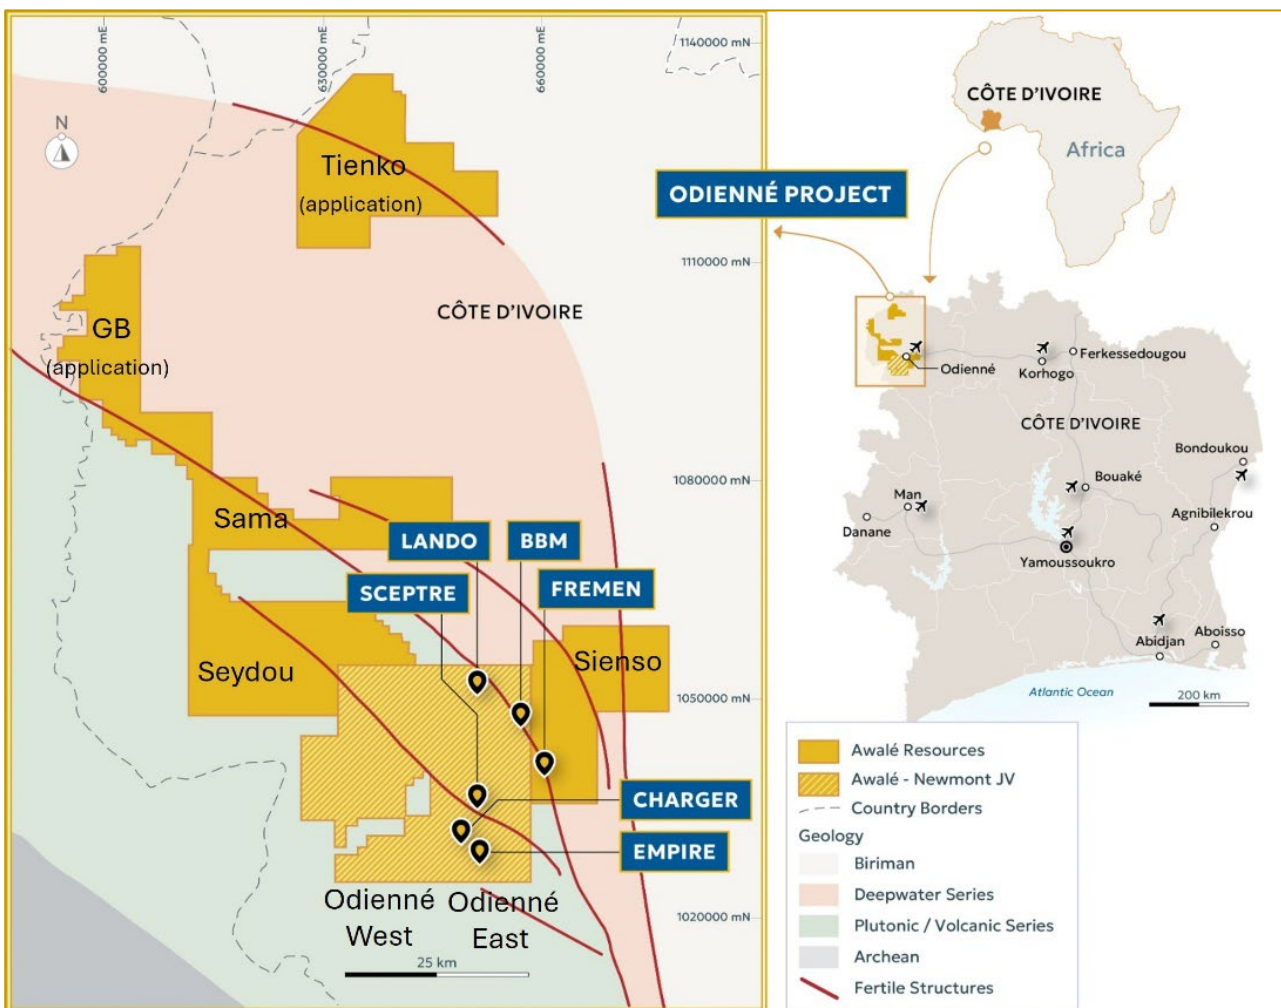 600000 mE
630000 mE
660000 mE
1140000 mN
N
Tienko
(application)
1110000 mN
CÔTE D'IVOIRE
GB
(application)
1080000 mN
Sama
LANDO
BBM
SCEPTRE
FREMEN
Seydou
Sienso
1050000 mN
CHARGER
EMPIRE
Odienné
West
Odienné
East
1020000 mN
25 km
CÔTE D'IVOIRE
Africa
ODIENNÉ PROJECT
Odienné
Korhogo
Ferkessedougou
CÔTE D'IVOIRE
Bondoukou
Bouaké
Man
Danane
Agnibilekrou
Yamoussoukro
Abidjan
Aboisso
Atlantic Ocean
200 km
Awalé Resources
Awalé - Newmont JV
Country Borders
Geology
Biriman
Deepwater Series
Plutonic / Volcanic Series
Archean
Fertile Structures